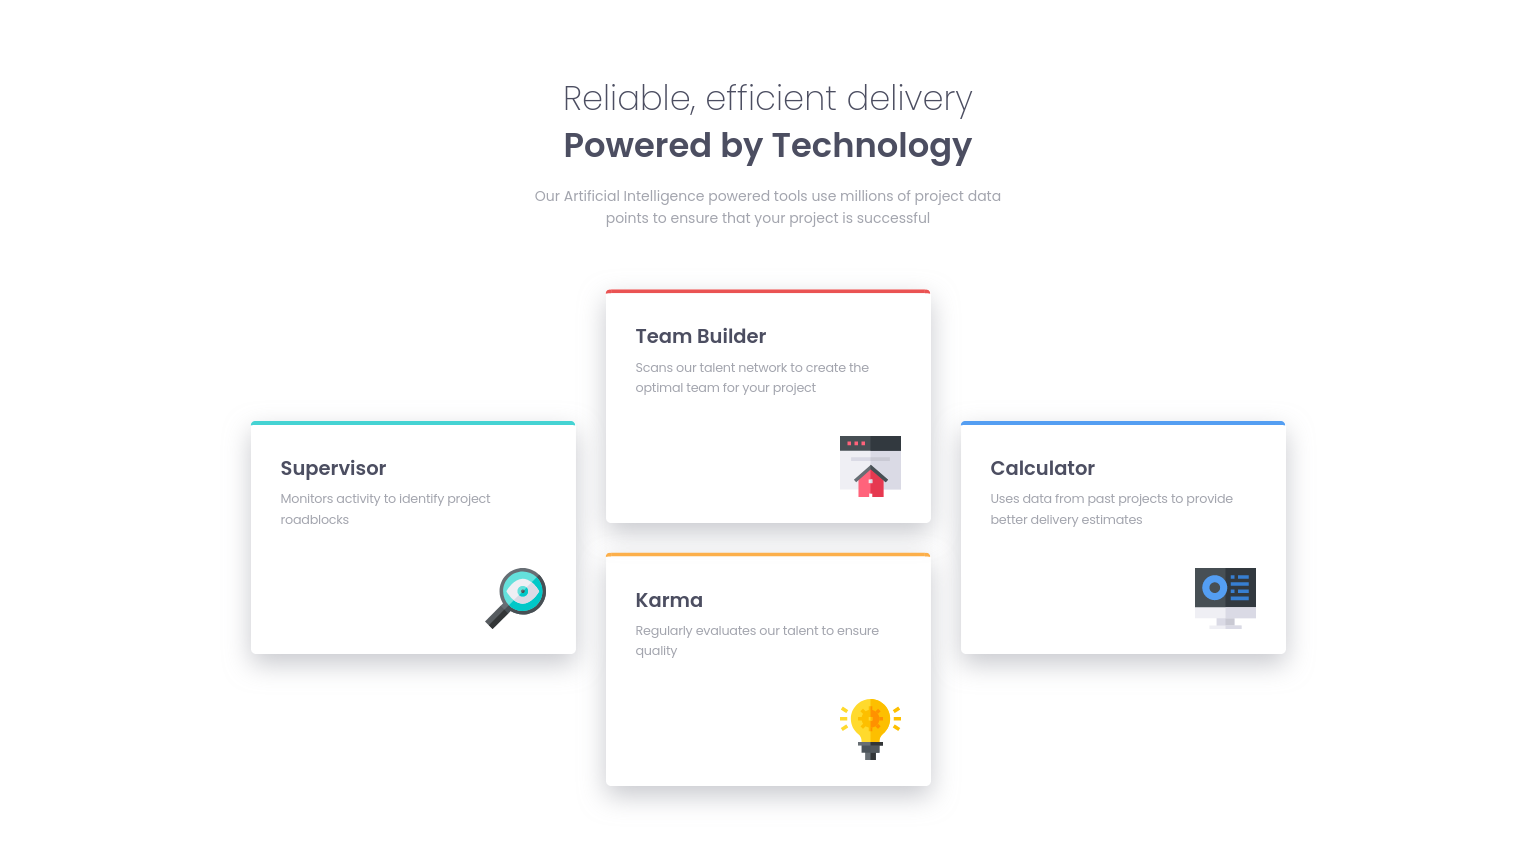 Reliable, efficient delivery
Powered by Technology
Our Artificial Intelligence powered tools use millions of project data
points to ensure that your project is successful
Supervisor
Monitors activity to identify project
roadblocks
Team Builder
Scans our talent network to create the
optimal team for your project
Karma
Regularly evaluates our talent to ensure
quality
Calculator
Uses data from past projects to provide
better delivery estimates